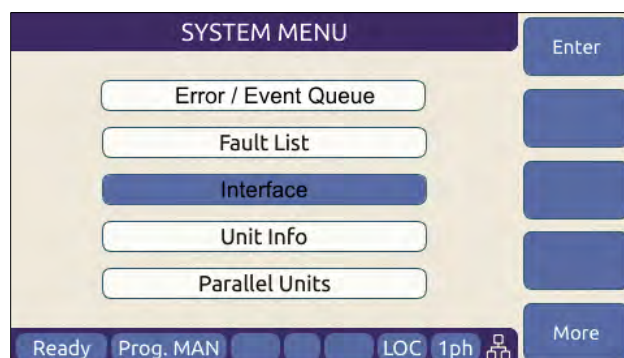 SYSTEM MENU
Enter
Error / Event Queue
Fault List
Interface
Unit Info
Parallel Units
More
Ready Prog. MAN LOC 1ph